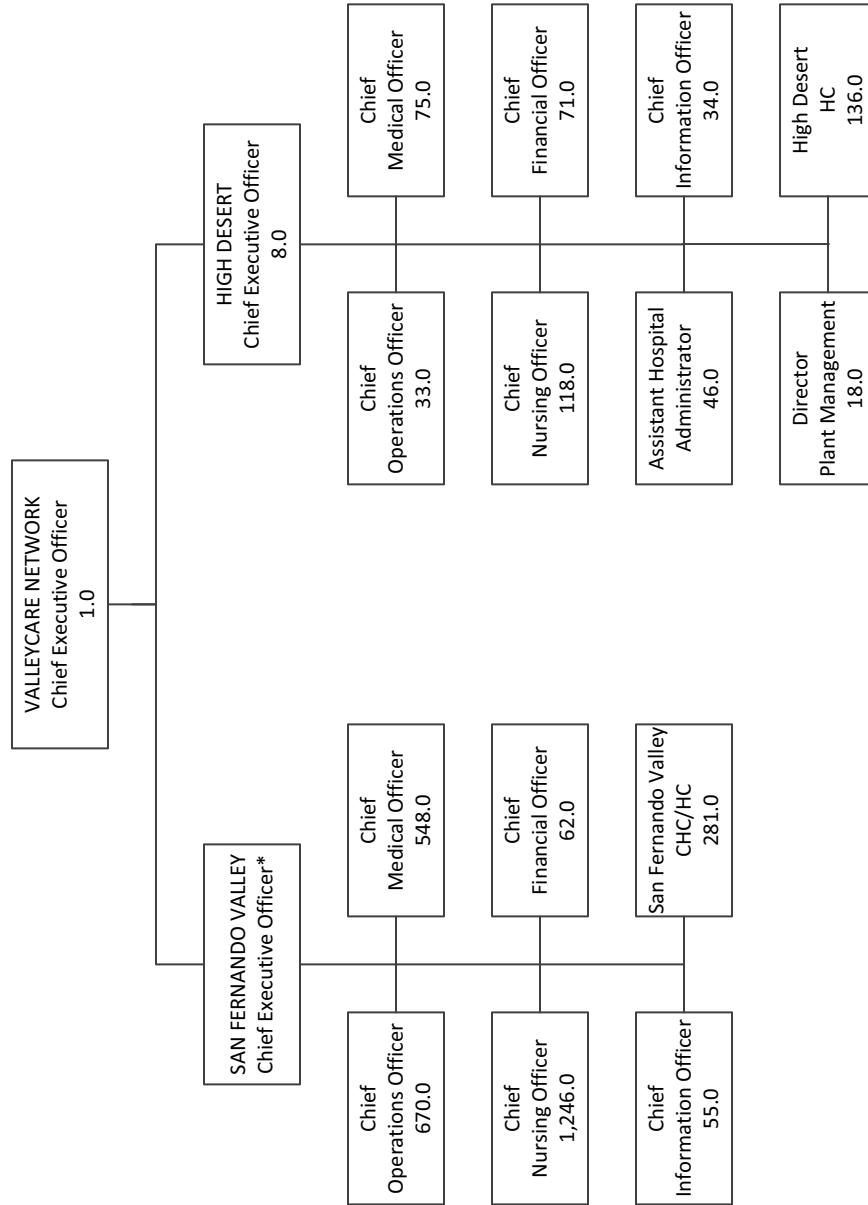 VALLEYCARE NETWORK
Chief Executive Officer
1.0
SAN FERNANDO VALLEY
Chief Executive Officer*
Chief
Operations Officer
670.0
Chief
Medical Officer
548.0
Chief
Nursing Officer
1,246.0
Chief
Financial Officer
62.0
Chief
Information Officer
55.0
San Fernando Valley
CHC/HC
281.0
HIGH DESERT
Chief Executive Officer
8.0
Chief
Operations Officer
33.0
Chief
Medical Officer
75.0
Chief
Nursing Officer
118.0
Chief
Financial Officer
71.0
Assistant Hospital
Administrator
46.0
Chief
Information Officer
34.0
Director
Plant Management
18.0
High Desert
HC
136.0